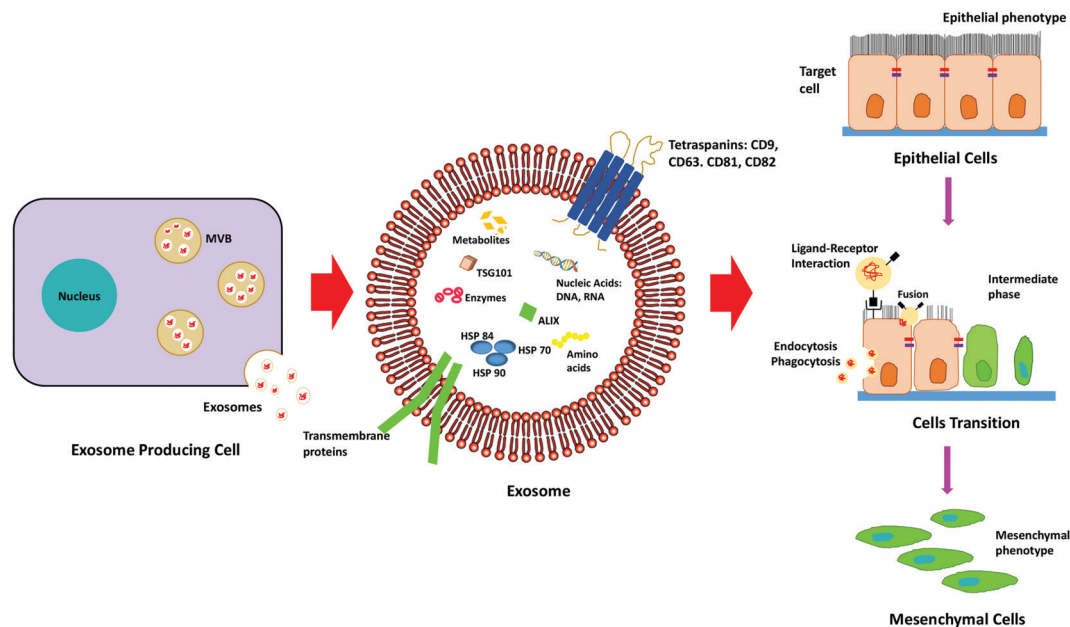 MVB
Nucleus
Exosomes
Exosome Producing Cell
Tetraspanins: CD9,
CD63. CD81, CD82
Metabolites
TSG101
Nucleic Acids:
DNA, RNA
Enzymes
ALIX
HSP 84
HSP 70
HSP 90
Amino
acids
Transmembrane
proteins
Exosome
Epithelial phenotype
Target
cell
Epithelial Cells
Ligand-Receptor
Interaction
Intermediate
phase
Fusion
Endocytosis
Phagocytosis
Cells Transition
Mesenchymal
phenotype
Mesenchymal Cells